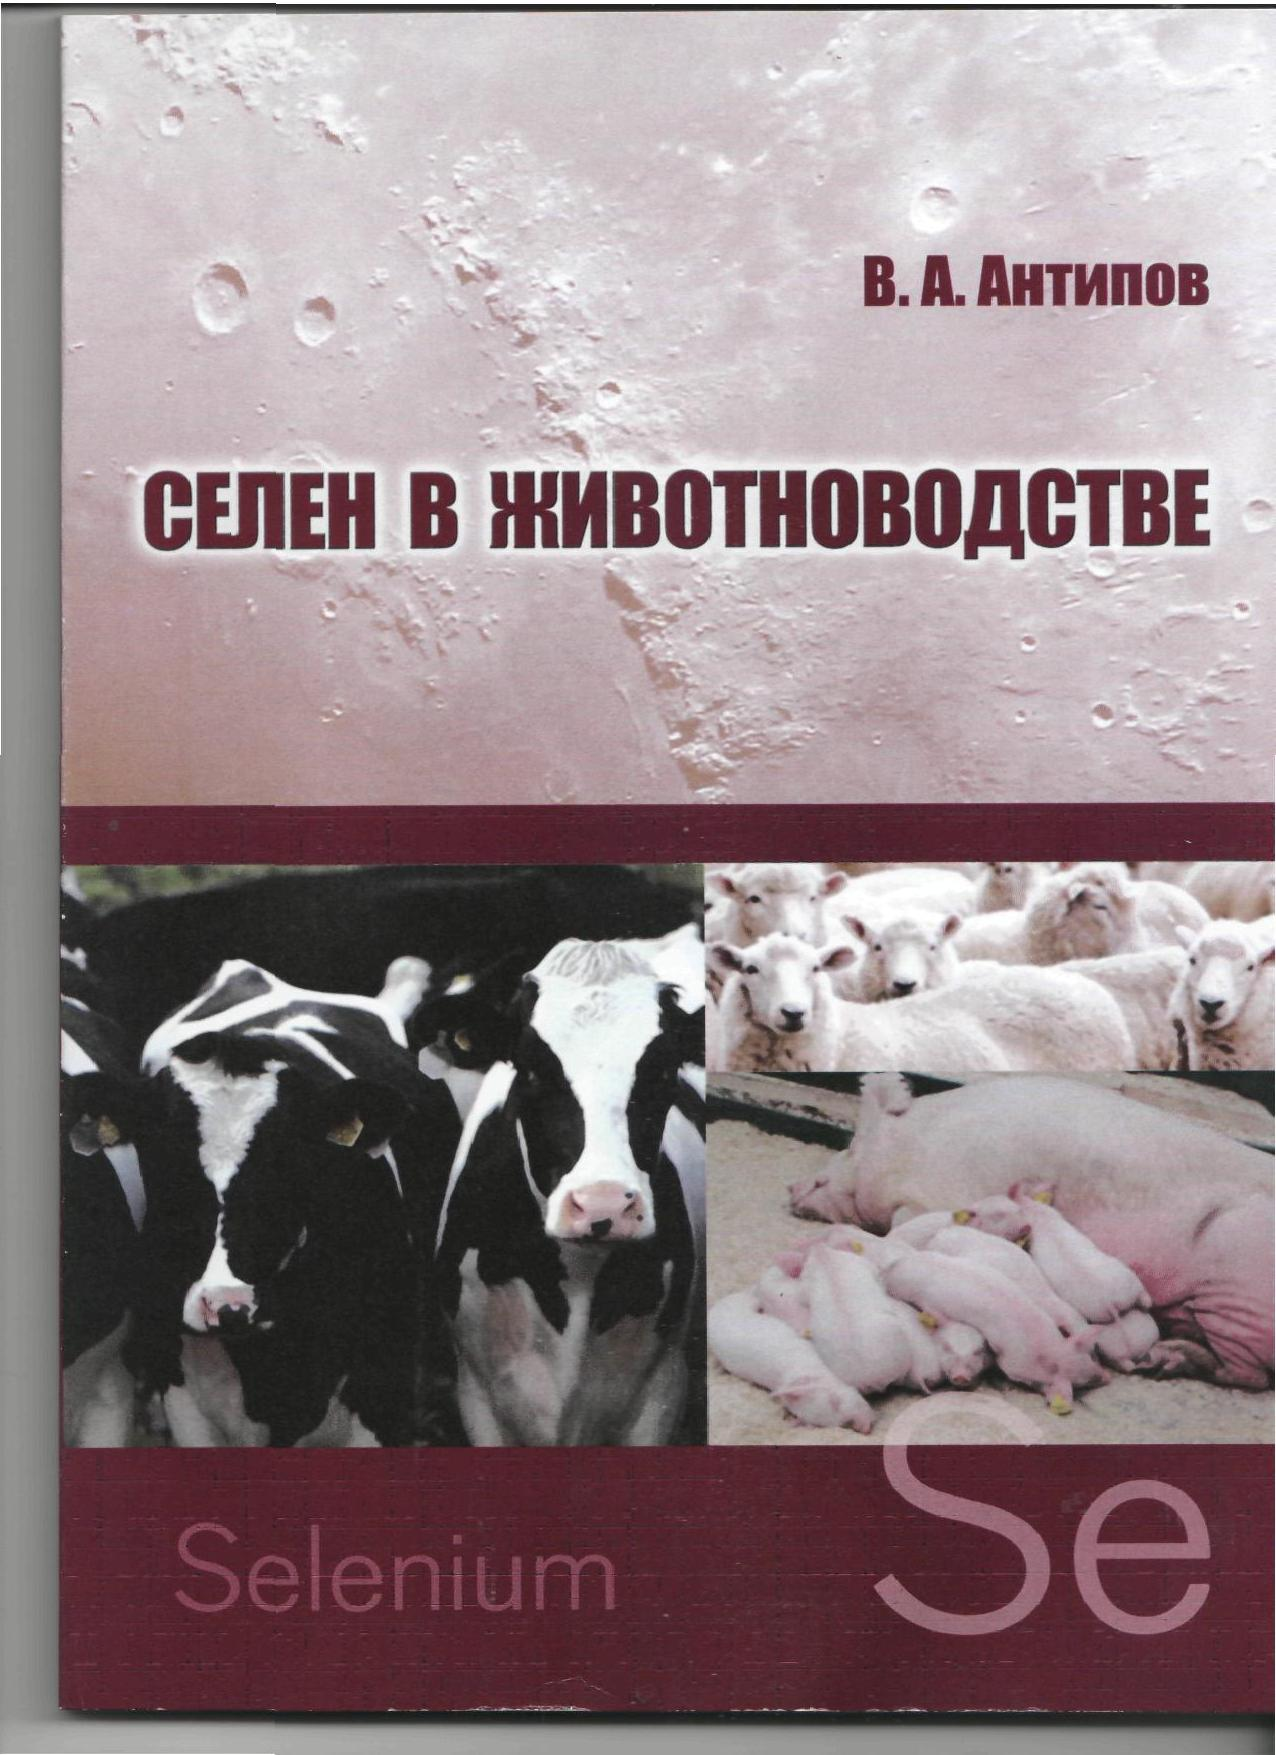 В. А. Антипов
СЕЛЕН В ЖИВОТНОВОДСТВЕ
Selenium
Se